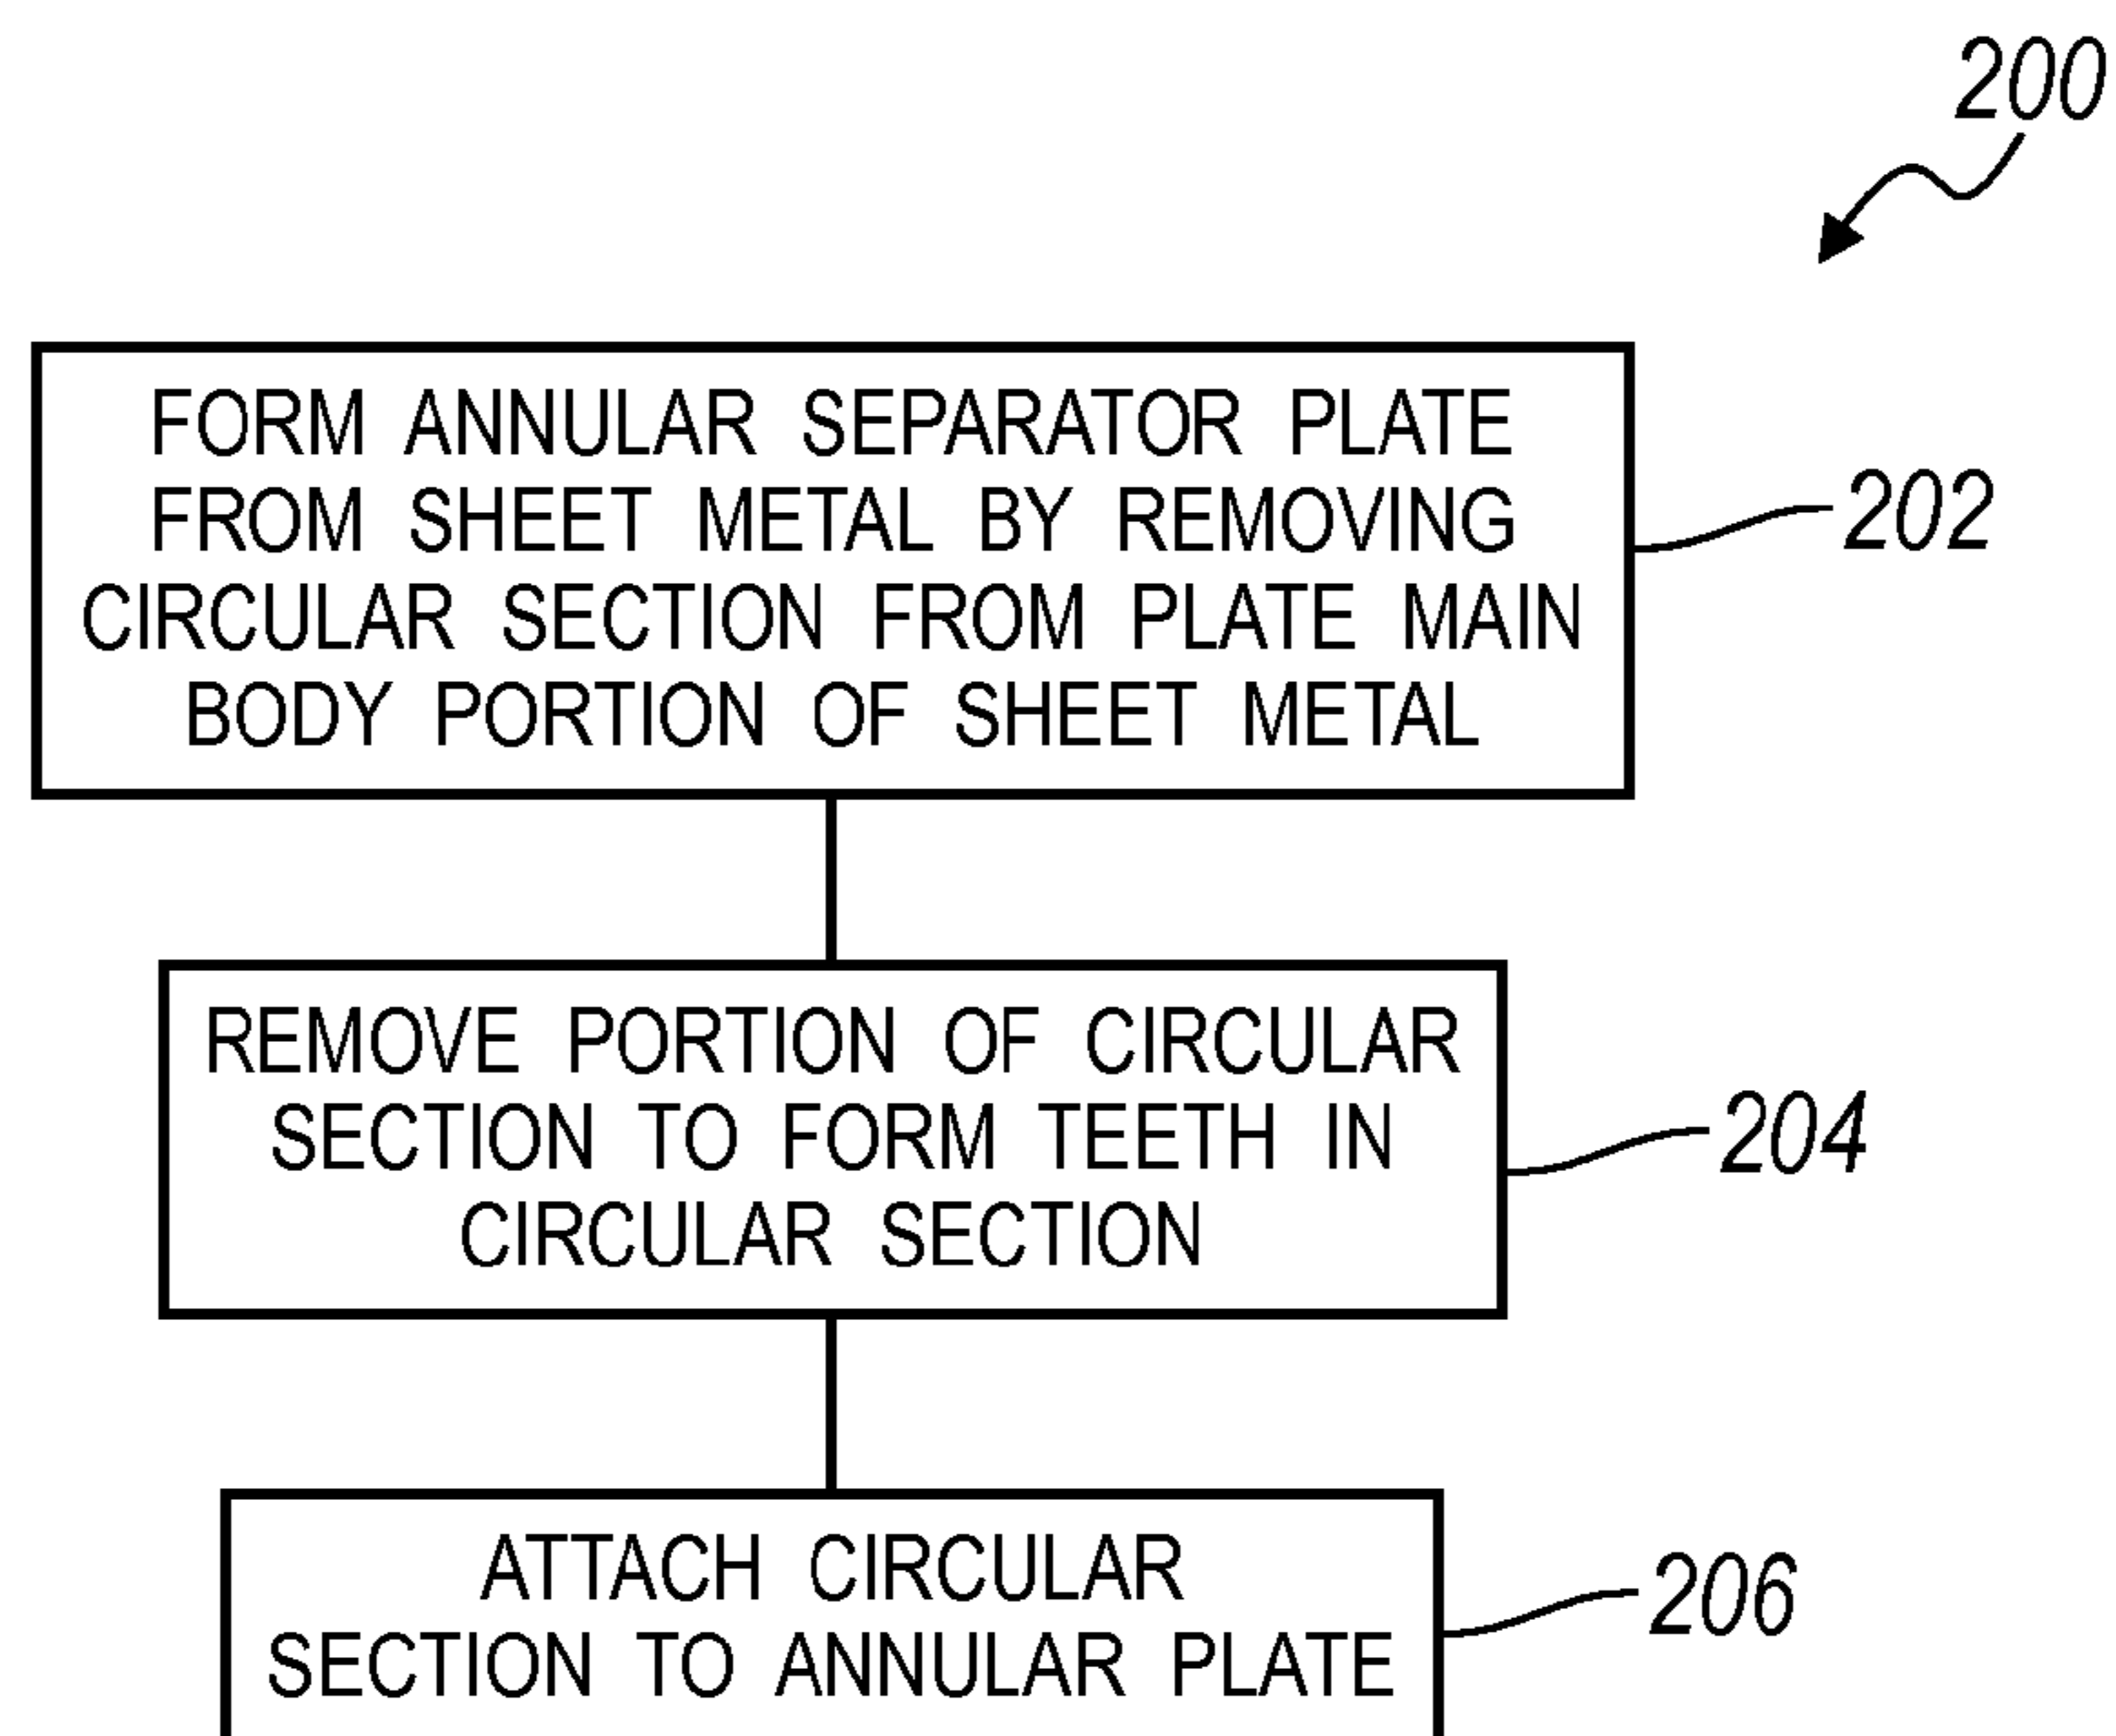 200
FORM ANNULAR SEPARATOR PLATE
FROM SHEET METAL BY REMOVING
CIRCULAR SECTION FROM PLATE MAIN
BODY PORTION OF SHEET METAL
202
REMOVE PORTION OF CIRCULAR
SECTION TO FORM TEETH IN
CIRCULAR SECTION
204
ATTACH CIRCULAR
SECTION TO ANNULAR PLATE
206